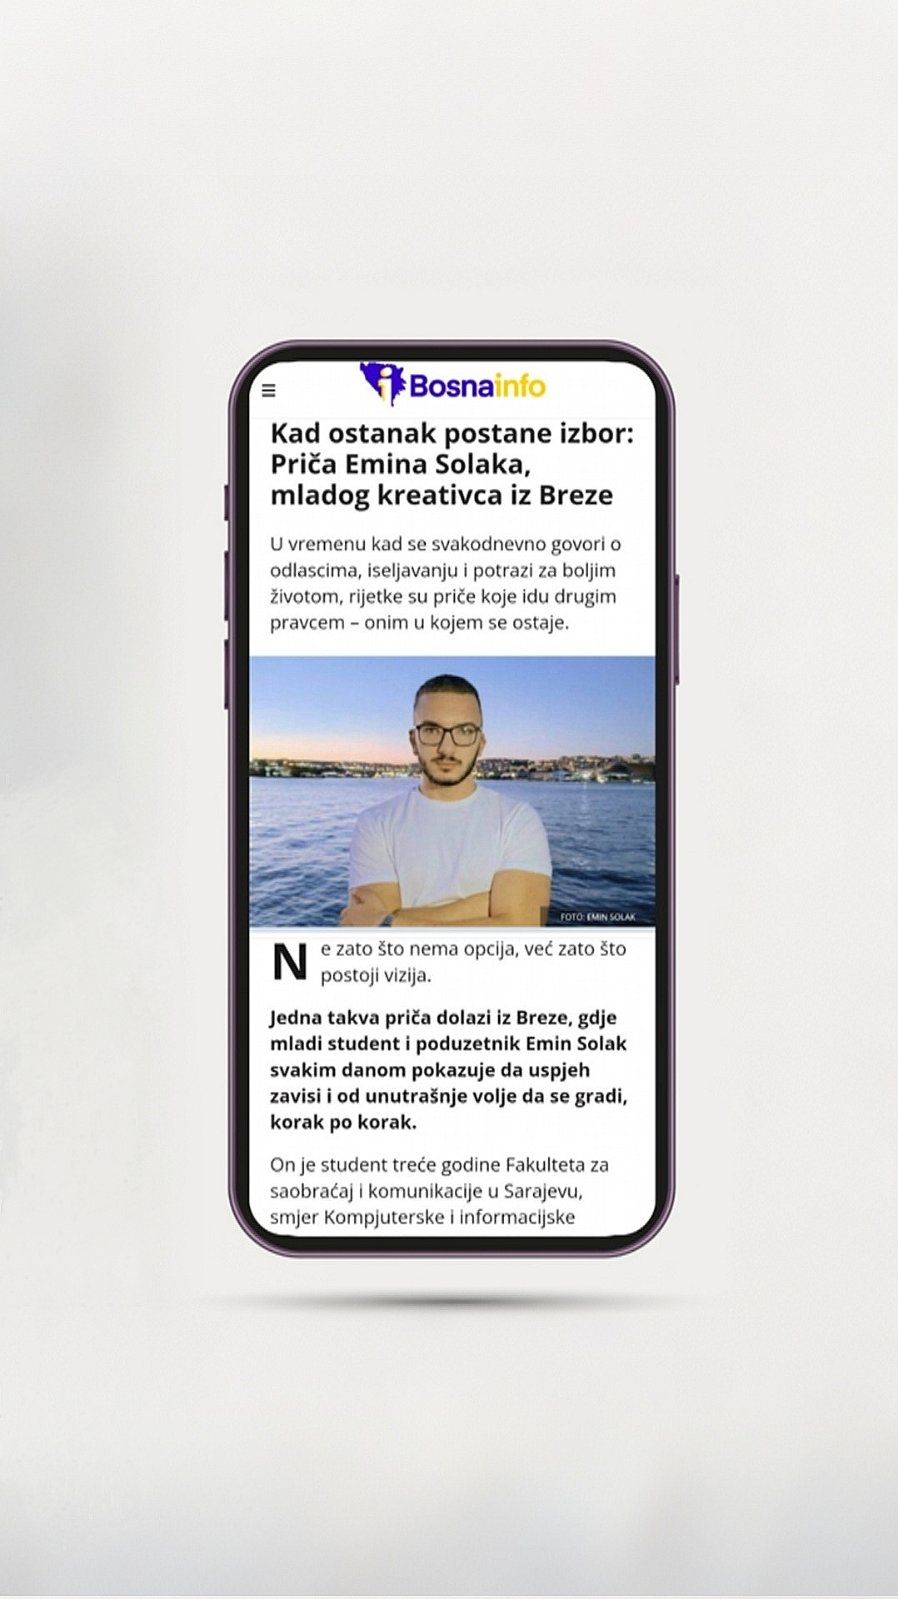 Bosnainfo
Kad ostanak postane izbor:
Priča Emina Solaka,
mladog kreativca iz Breze
U vremenu kad se svakodnevno govori o
odlascima, iseljavanju i potrazi za boljim
životom, rijetke su priče koje idu drugim
pravcem – onim u kojem se ostaje.
FOTO: EMIN SOLAK
Ne zato što nema opcija, već zato što
postoji vizija.
Jedna takva priča dolazi iz Breze, gdje
mladi student i poduzetnik Emin Solak
svakim danom pokazuje da uspjeh
zavisi i od unutrašnje volje da se gradi,
korak po korak.
On je student treće godine Fakulteta za
saobraćaj i komunikacije u Sarajevu,
smjer Kompjuterske i informacijske